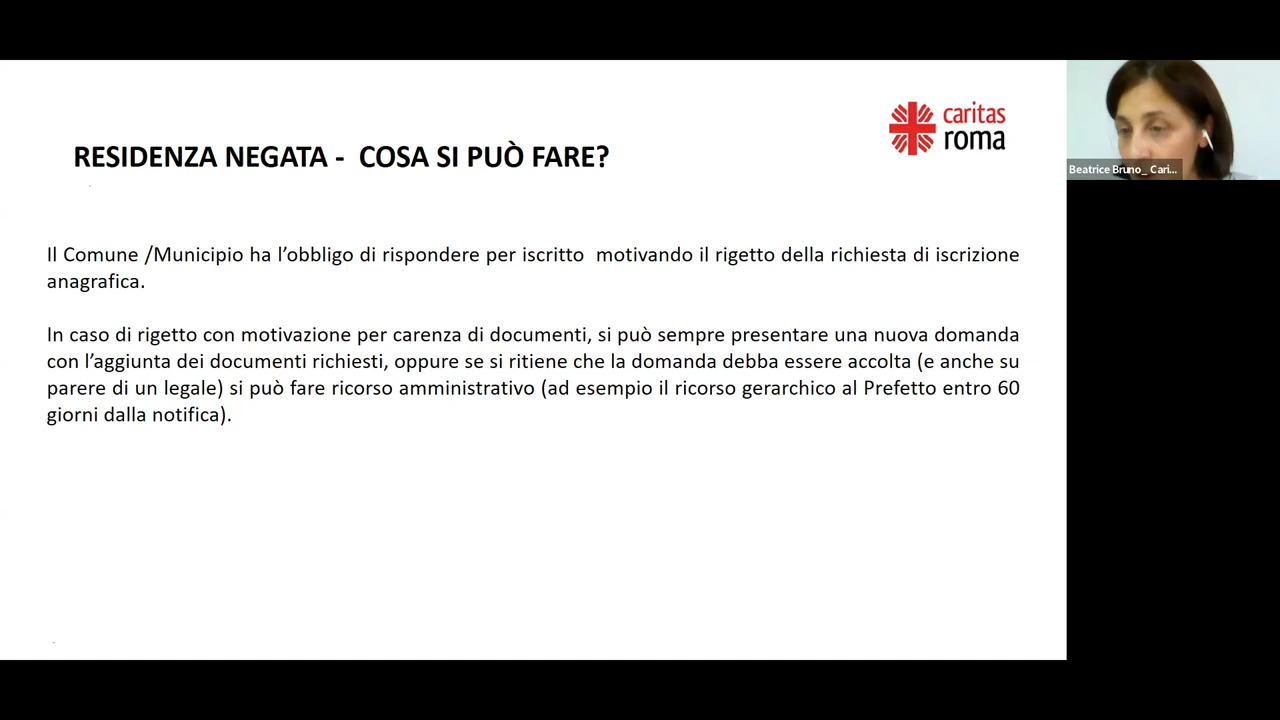 caritas
roma
RESIDENZA NEGATA - COSA SI PUÒ FARE?
Beatrice Bruno_ Cari...
Il Comune /Municipio ha l’obbligo di rispondere per iscritto motivando il rigetto della richiesta di iscrizione
anagrafica.
In caso di rigetto con motivazione per carenza di documenti, si può sempre presentare una nuova domanda
con l’aggiunta dei documenti richiesti, oppure se si ritiene che la domanda debba essere accolta (e anche su
parere di un legale) si può fare ricorso amministrativo (ad esempio il ricorso gerarchico al Prefetto entro 60
giorni dalla notifica).